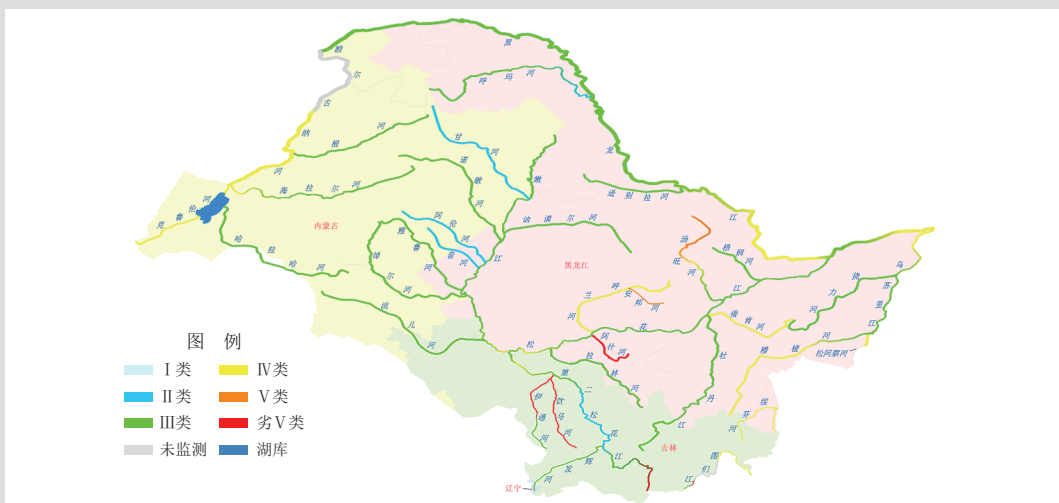 额尔古纳河
黑龙江
呼玛河
根河
海拉尔河
克鲁伦河
甘河
诺敏河
嫩江
阿伦河
音河
雅鲁河
绰尔河
哈拉哈河
洮儿河
讷谟尔河
逊别拉河
汤旺河
梧桐河
呼兰河
安邦河
松花江
阿什河
拉林河
牡丹江
倭肯河
挠力河
乌苏里江
穆棱河
松阿察河
绥芬河
图们江
第二松花江
饮马河
伊通河
辉发河
内蒙古
黑龙江
吉林
辽宁
图 例
Ⅰ类
Ⅱ类
Ⅲ类
未监测
Ⅳ类
Ⅴ类
劣Ⅴ类
湖库